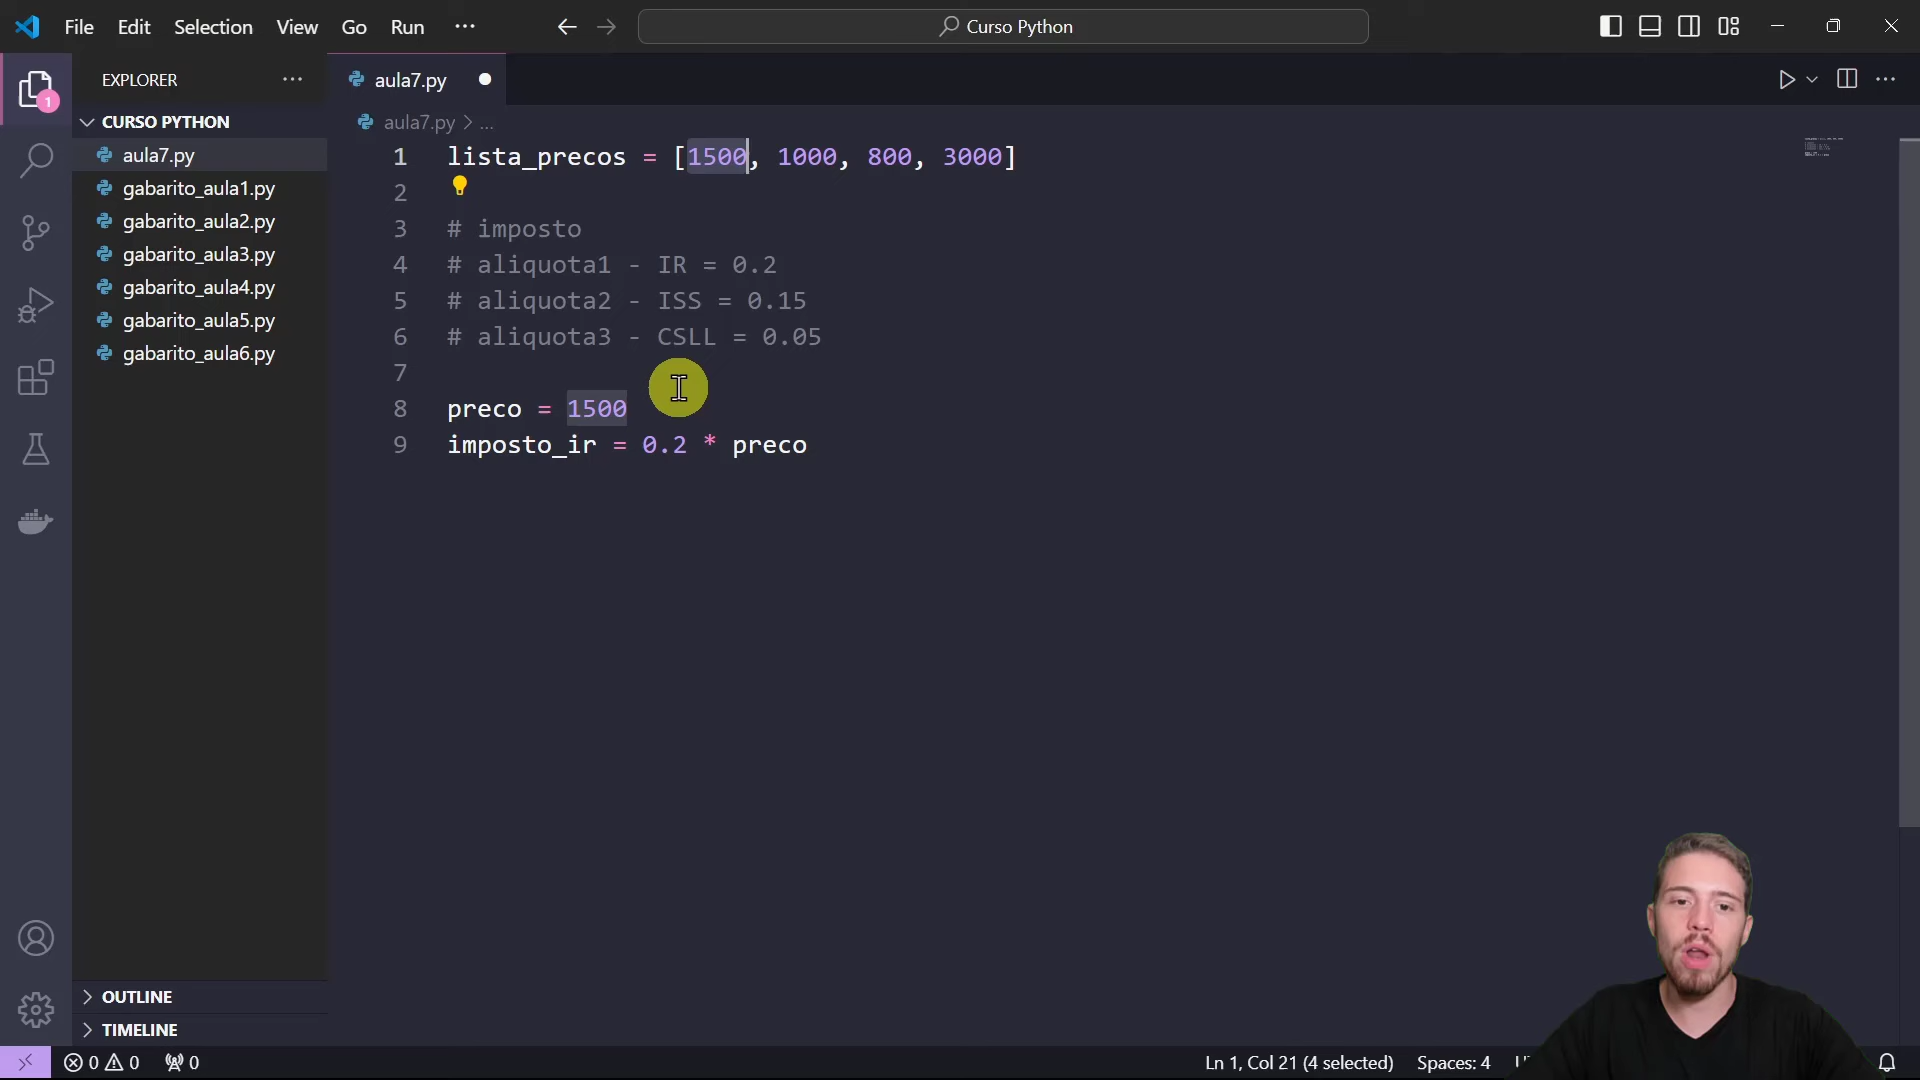 File Edit Selection View Go Run ...
Curso Python
EXPLORER ...
aula7.py
1
CURSO PYTHON
aula7.py > ...
aula7.py
gabarito_aula1.py
gabarito_aula2.py
gabarito_aula3.py
gabarito_aula4.py
gabarito_aula5.py
gabarito_aula6.py
1 lista_precos = [1500, 1000, 800, 3000]
2
3 # imposto
4 # aliquota1 - IR = 0.2
5 # aliquota2 - ISS = 0.15
6 # aliquota3 - CSLL = 0.05
7
8 preco = 1500
9 imposto_ir = 0.2 * preco
OUTLINE
TIMELINE
0 0 0
Ln 1, Col 21 (4 selected) Spaces: 4